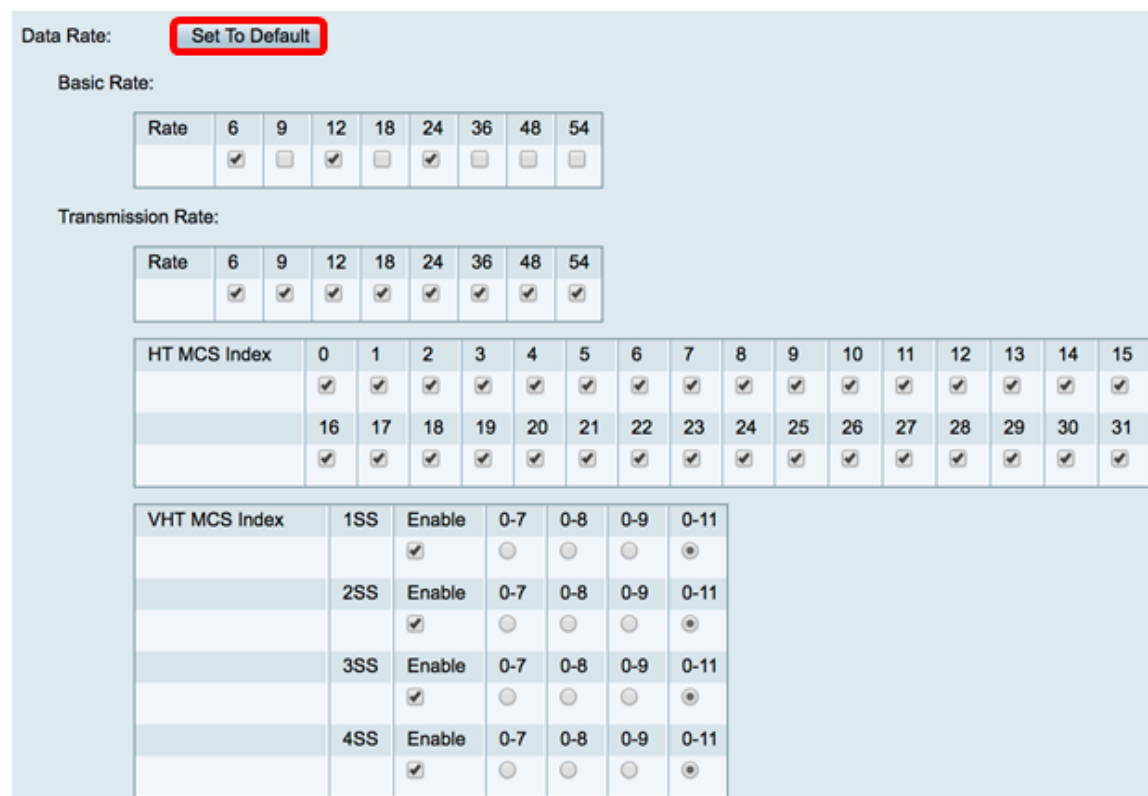 Data Rate: Set To Default
Basic Rate:
Rate 6 9 12 18 24 36 48 54
Transmission Rate:
Rate 6 9 12 18 24 36 48 54
HT MCS Index 0 1 2 3 4 5 6 7 8 9 10 11 12 13 14 15
16 17 18 19 20 21 22 23 24 25 26 27 28 29 30 31
VHT MCS Index 1SS Enable 0-7 0-8 0-9 0-11
2SS Enable 0-7 0-8 0-9 0-11
3SS Enable 0-7 0-8 0-9 0-11
4SS Enable 0-7 0-8 0-9 0-11